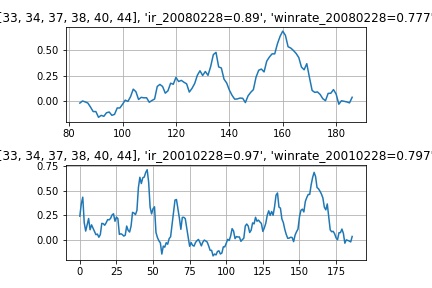 [33, 34, 37, 38, 40, 44], 'ir_20080228=0.89', 'winrate_20080228=0.777'
0.50
0.25
0.00
80 100 120 140 160 180
[33, 34, 37, 38, 40, 44], 'ir_20010228=0.97', 'winrate_20010228=0.797'
0.75
0.50
0.25
0.00
0 25 50 75 100 125 150 175